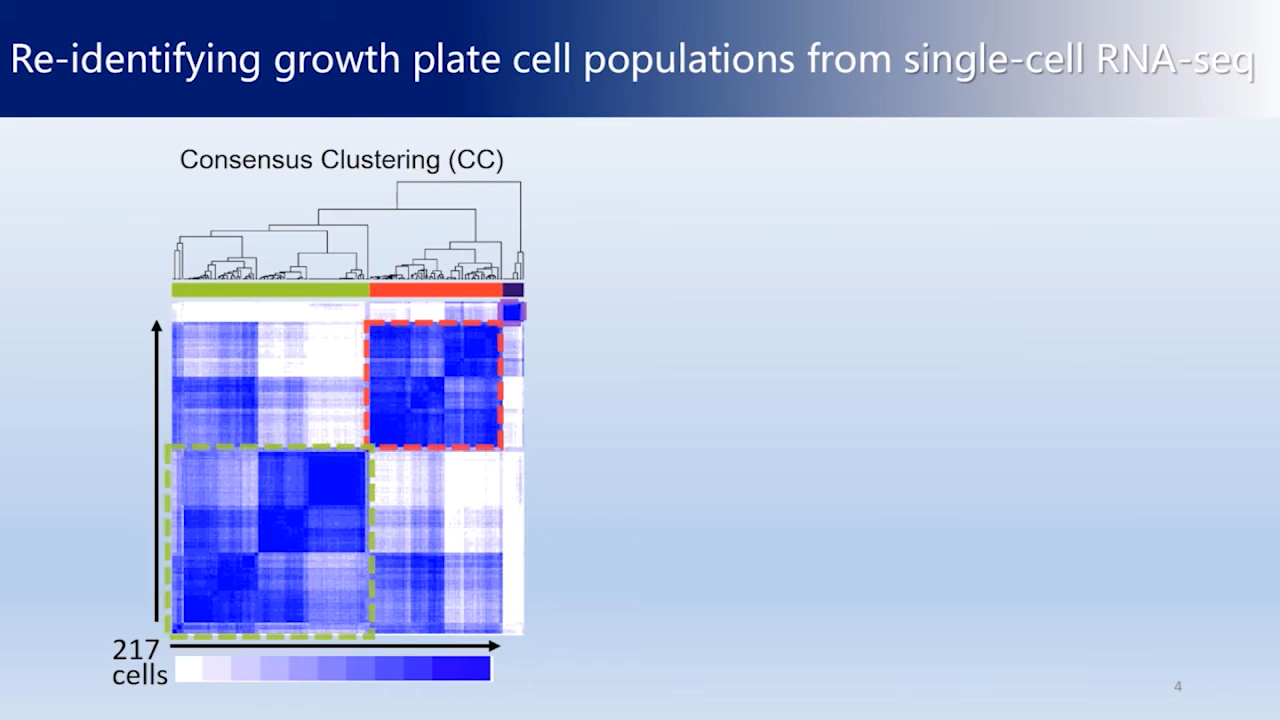 Re-identifying growth plate cell populations from single-cell RNA-seq
Consensus Clustering (CC)
217
cells
4